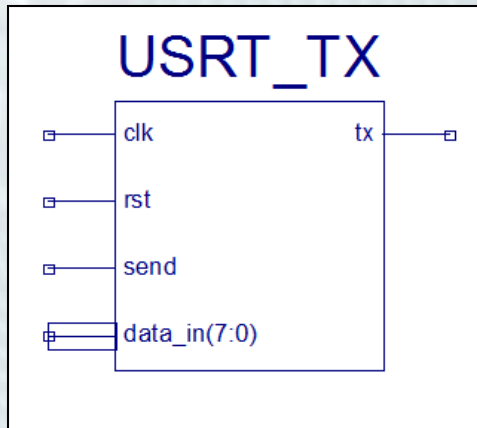 USRT_TX
clk
tx
rst
send
data_in(7:0)